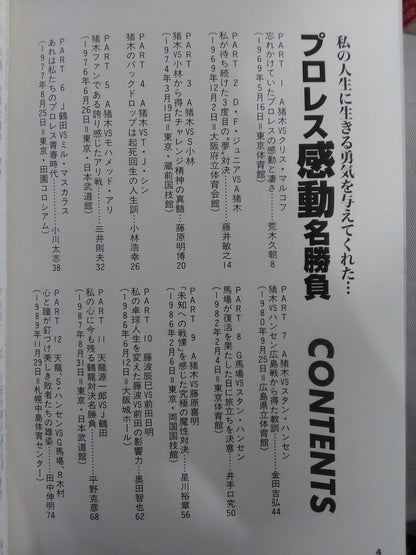 私の人生に生きる勇気を与えてくれた…
プロレス感動名勝負 CONTENTS
PART 1 A猪木VSクリス・マルコフ
忘れかけていたプロレスの感動と凄さ……荒木久朝8
(1969年5月16日=東京体育館)
PART 2 D・F・ジュニアVSA猪木
私が待ち続けた3度目の〝夢〟対決……藤井敏之14
(1969年12月2日=大阪府立体育会館)
PART 3 A猪木VSS小林
猪木VS小林から得たチャレンジ精神の真髄……藤原明博20
(1974年3月19日=東京・蔵前国技館)
PART 4 A猪木VST・J・シン
猪木のバックドロップは起死回生の人生訓……小林浩幸26
PART 5 A猪木VSモハメッド・アリ
猪木ファンである誇り感じたアリ戦……三井則夫32
(1976年6月26日=東京・日本武道館)
PART 6 J鶴田VSミル・マスカラス
あれは私たちのプロレス青春時代……小川太志38
(1977年8月25日=東京・田園コロシアム)
PART 7 A猪木VSスタン・ハンセン
猪木VSハンセン広島戦から得た教訓……金田吉弘44
(1980年9月25日=広島県立体育館)
PART 8 G馬場VSスタン・ハンセン
馬場が復活を果たした日に旅立ちを決意……井手口究50
(1982年2月4日=東京体育館)
PART 9 A猪木VS藤原喜明
〝未知〟への戦慄〟を感じた究極の魔性対決……星川裕章56
(1986年2月6日=東京・両国国技館)
PART 10 藤波辰巳VS前田日明
私の卓球人生を変えた藤波VS前田の影響力……奥田智也62
(1986年6月12日=大阪城ホール)
PART 11 天龍源一郎VSJ鶴田
私の心に今も残る鶴龍対決名勝負……平野克彦68
(1989年6月5日=東京・日本武道館)
PART 12 天龍、S・ハンセンVSG馬場、R木村
心と瞳が釘づけ美しき敗者たちの雄姿……田中伸明74
(1989年11月29日=札幌中島体育センター)
4